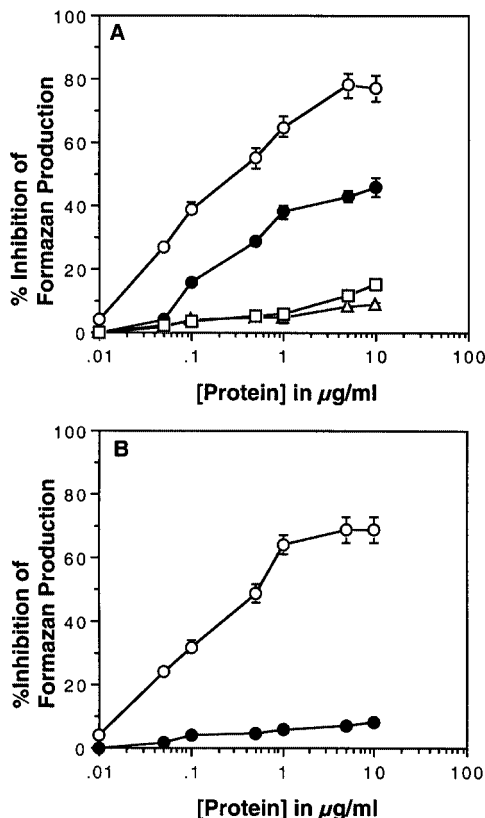 A
100
80
60
40
20
0
% Inhibition of
Formazan Production
.01 .1 1 10 100
[Protein] in µg/ml
B
100
80
60
40
20
0
%Inhibition of
Formazan Production
.01 .1 1 10 100
[Protein] in µg/ml